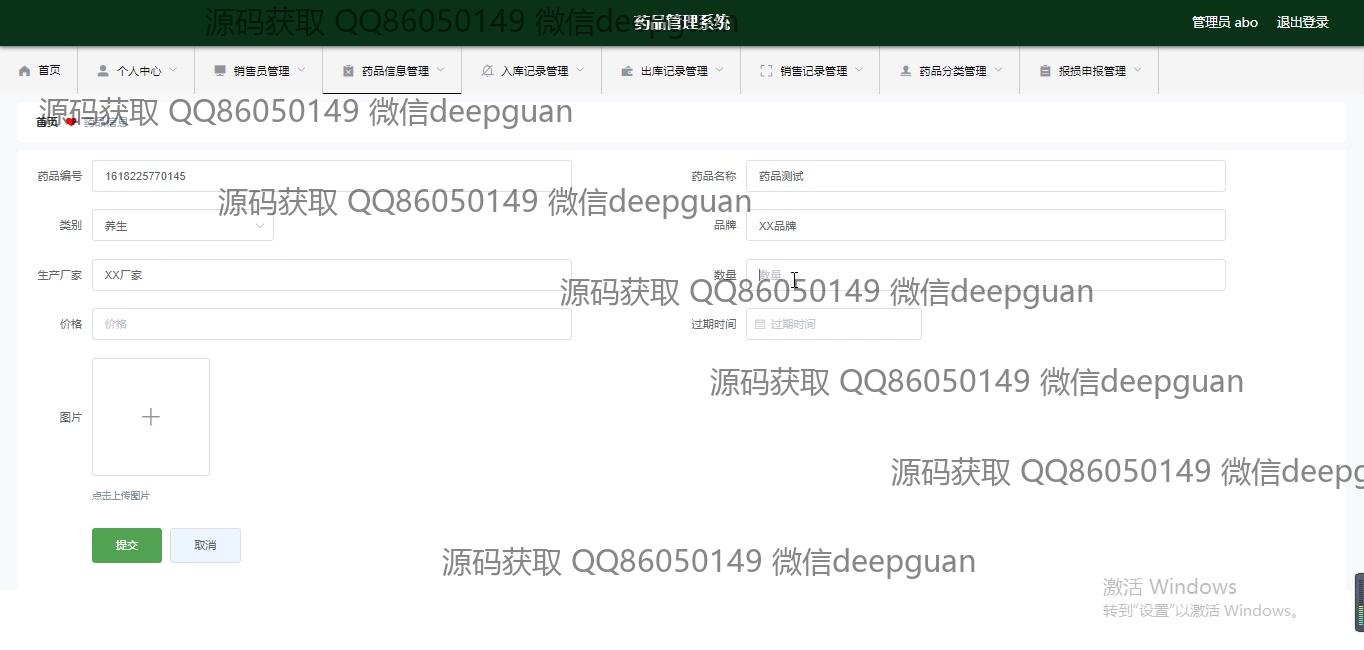 源码获取 QQ86050149 微信deepguan
药品管理系统
管理员 abo 退出登录
首页 个人中心 销售员管理 药品信息管理 入库记录管理 出库记录管理 销售记录管理 药品分类管理 报损申报管理
源码获取 QQ86050149 微信deepguan
首页 药品信息
药品编号 1618225770145 药品名称 药品测试
源码获取 QQ86050149 微信deepguan
类别 养生 品牌 XX品牌
生产厂家 XX厂家 数量 数量
源码获取 QQ86050149 微信deepguan
价格 价格 过期时间 过期时间
源码获取 QQ86050149 微信deepguan
图片
源码获取 QQ86050149 微信deepg
点击上传图片
提交 取消
源码获取 QQ86050149 微信deepguan
激活 Windows
转到“设置”以激活 Windows。